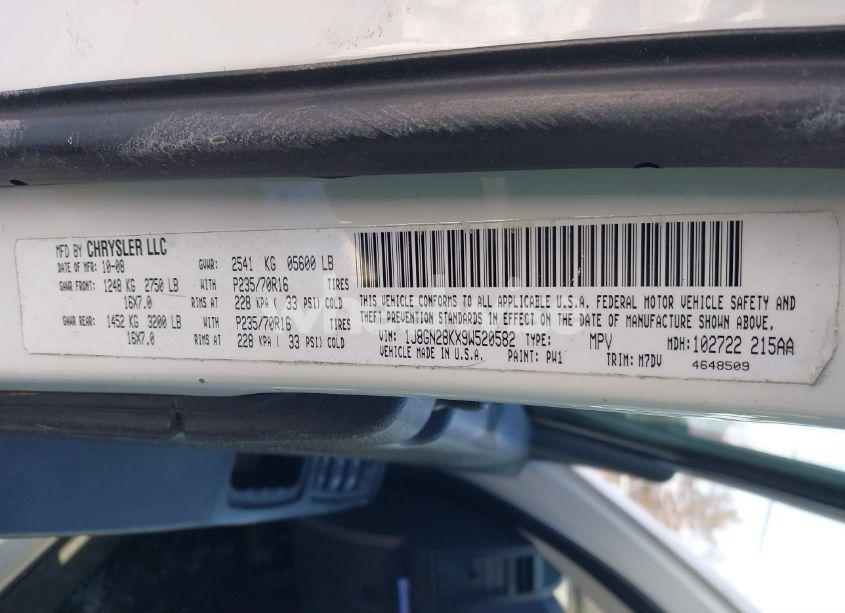 MFD BY CHRYSLER LLC
DATE OF MFR: 10-08 GVWR: 2541 KG 05600 LB
GAWR FRONT: 1248 KG 2750 LB WITH P235/70R16 TIRES
16X7.0 RIMS AT 228 KPA ( 33 PSI) COLD
GAWR REAR: 1452 KG 3200 LB WITH P235/70R16 TIRES
16X7.0 RIMS AT 228 KPA ( 33 PSI) COLD
THIS VEHICLE CONFORMS TO ALL APPLICABLE U.S.A. FEDERAL MOTOR VEHICLE SAFETY AND
THEFT PREVENTION STANDARDS IN EFFECT ON THE DATE OF MANUFACTURE SHOWN ABOVE.
VIN: 1J8GN28KX9W520582 TYPE: MPV MDH: 102722 215AA
VEHICLE MADE IN U.S.A. PAINT: PW1 TRIM: M7DV 4648509